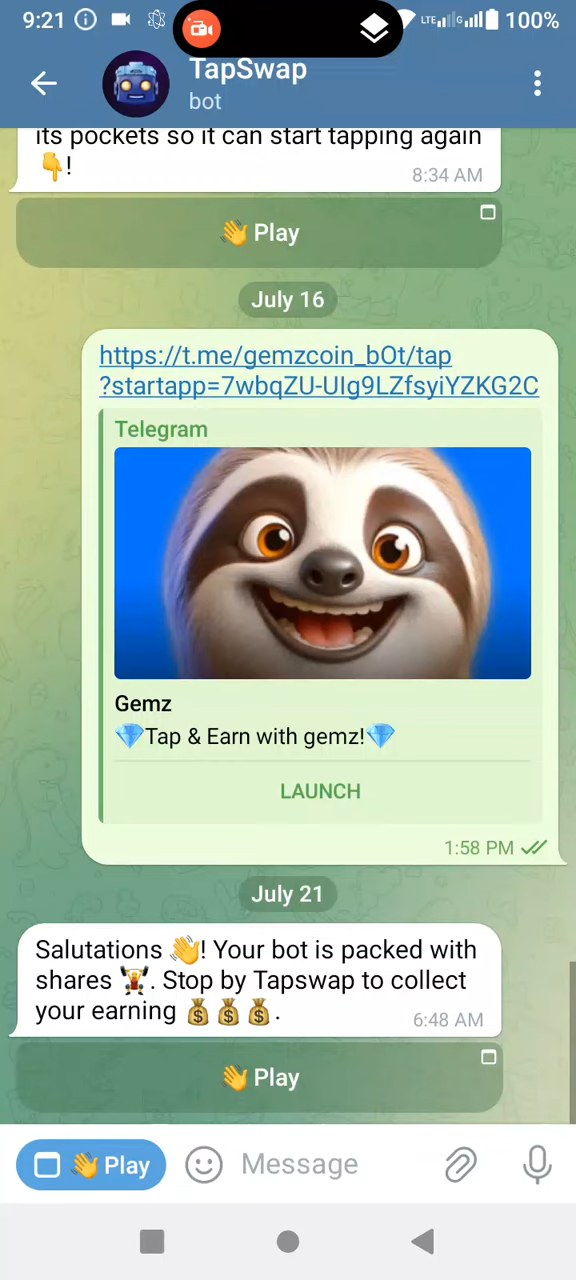 9:21 LTE G 100%
TapSwap
bot
its pockets so it can start tapping again
👇!
8:34 AM
👋 Play
July 16
https://t.me/gemzcoin_bOt/tap
?startapp=7wbqZU-UIg9LZfsyiYZKG2C
Telegram
Gemz
💎Tap & Earn with gemz!💎
LAUNCH
1:58 PM
July 21
Salutations 👋! Your bot is packed with
shares 🏋️. Stop by Tapswap to collect
your earning 💰 💰 💰.
6:48 AM
👋 Play
👋 Play
Message